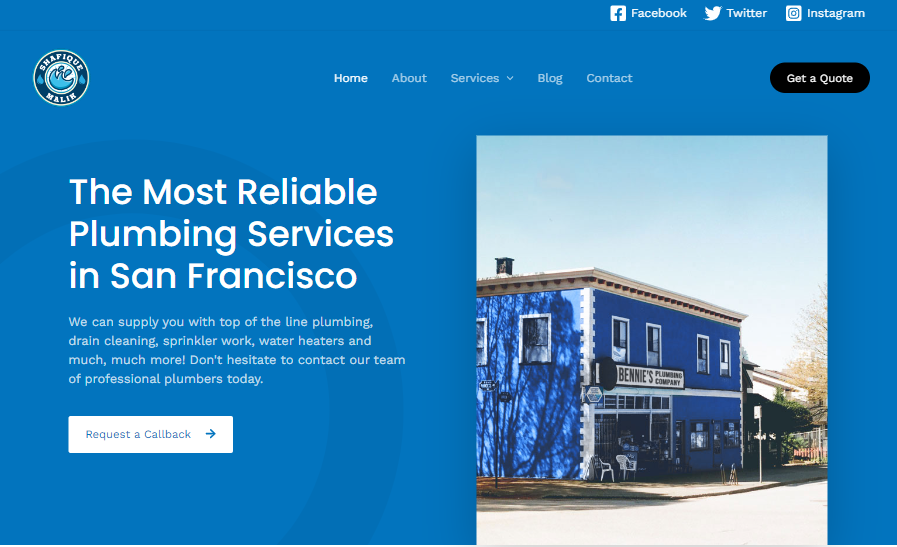 Facebook
Twitter
Instagram
SHAFIQUE
MALIK
Home
About
Services
Blog
Contact
Get a Quote
The Most Reliable
Plumbing Services
in San Francisco
We can supply you with top of the line plumbing,
drain cleaning, sprinkler work, water heaters and
much, much more! Don't hesitate to contact our team
of professional plumbers today.
Request a Callback
BENNIE'S PLUMBING
COMPANY